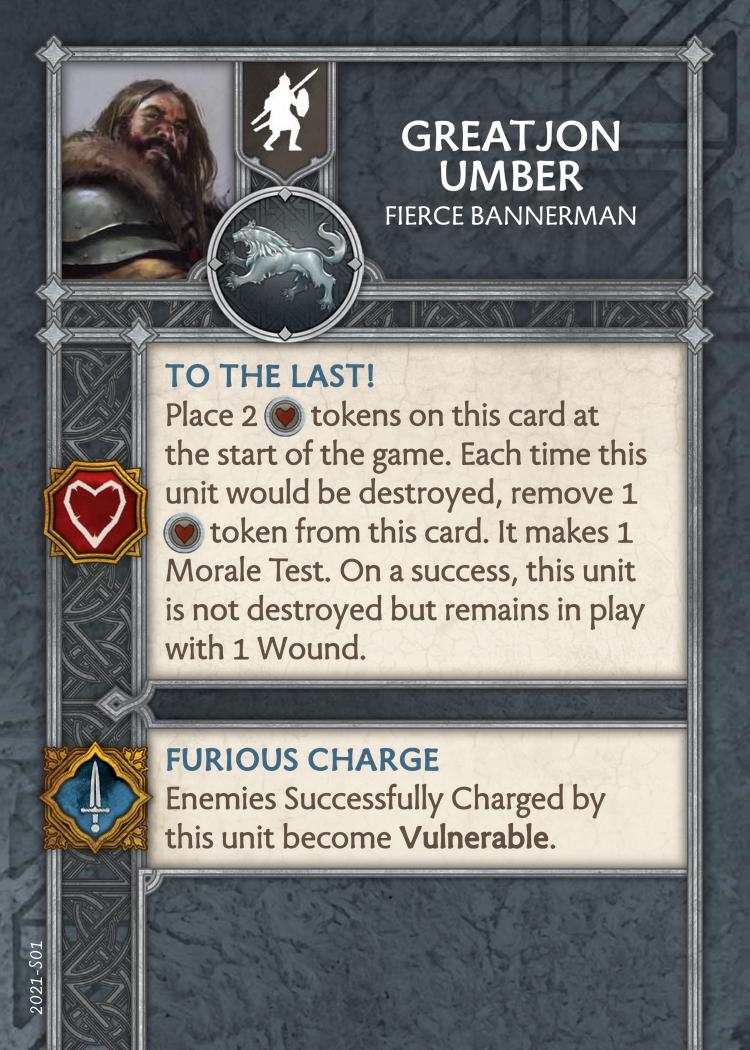 GREATJON
UMBER
FIERCE BANNERMAN
TO THE LAST!
Place 2 tokens on this card at
the start of the game. Each time this
unit would be destroyed, remove 1
token from this card. It makes 1
Morale Test. On a success, this unit
is not destroyed but remains in play
with 1 Wound.
FURIOUS CHARGE
Enemies Successfully Charged by
this unit become Vulnerable.
2021-S01